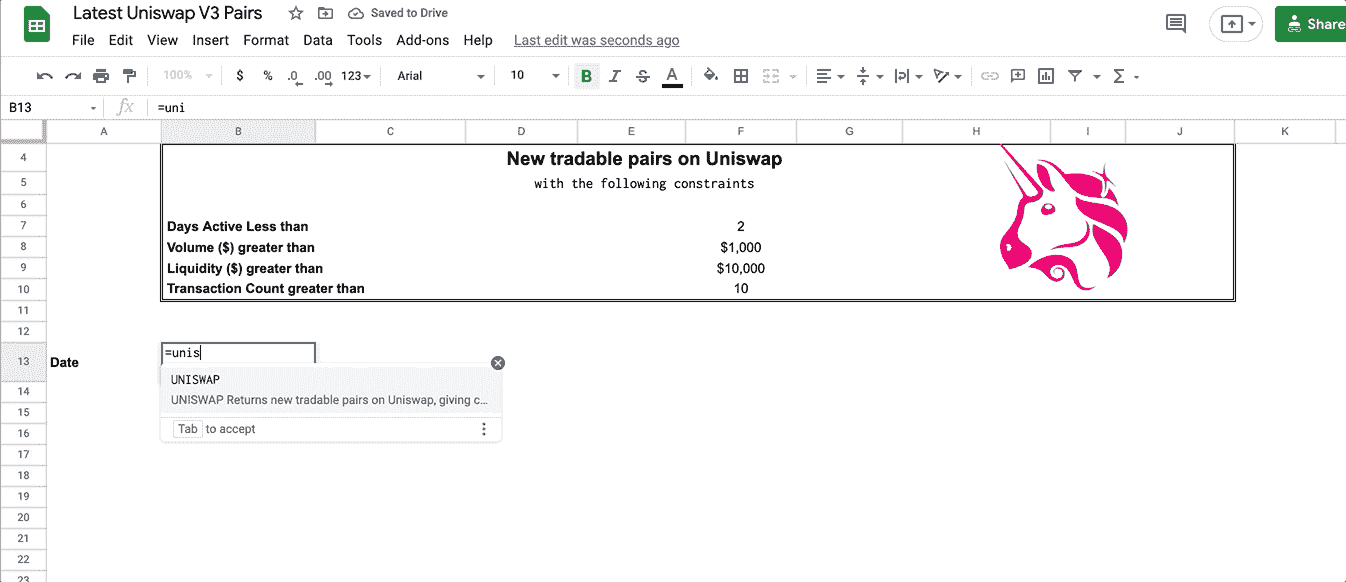 Latest Uniswap V3 Pairs
Saved to Drive
File Edit View Insert Format Data Tools Add-ons Help Last edit was seconds ago
Share
100% $ % .0 .00 123 Arial 10 B I S A
B13 fx =uni
A B C D E F G H I J K
4 New tradable pairs on Uniswap
5 with the following constraints
6
7 Days Active Less than 2
8 Volume ($) greater than $1,000
9 Liquidity ($) greater than $10,000
10 Transaction Count greater than 10
11
12
13 Date =unis
UNISWAP
UNISWAP Returns new tradable pairs on Uniswap, giving c...
Tab to accept
14
15
16
17
18
19
20
21
22
23